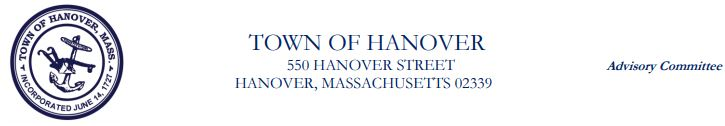 TOWN OF HANOVER, MASS.
INCORPORATED JUNE 14, 1727
TOWN OF HANOVER
550 HANOVER STREET
HANOVER, MASSACHUSETTS 02339
Advisory Committee